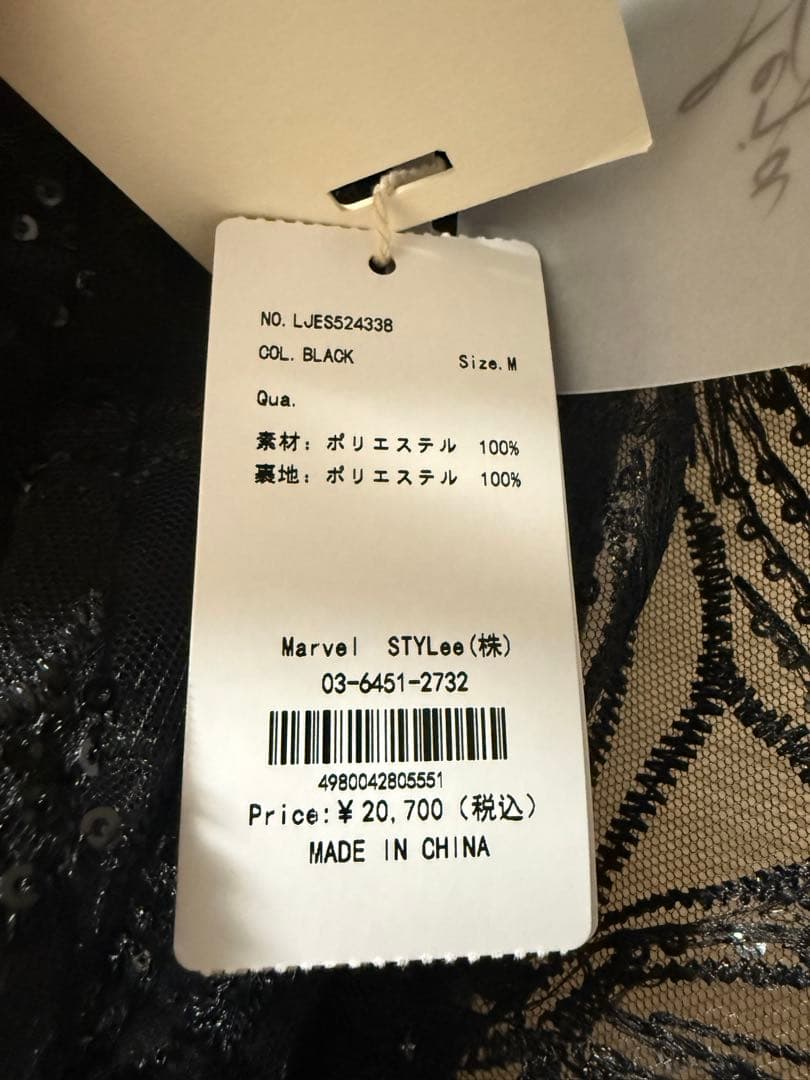 NO. LJES524338
COL. BLACK Size. M
Qua.
素材: ポリエステル 100%
裏地: ポリエステル 100%
Marvel STYLee(株)
03-6451-2732
4980042805551
Price:¥ 20,700 (税込)
MADE IN CHINA